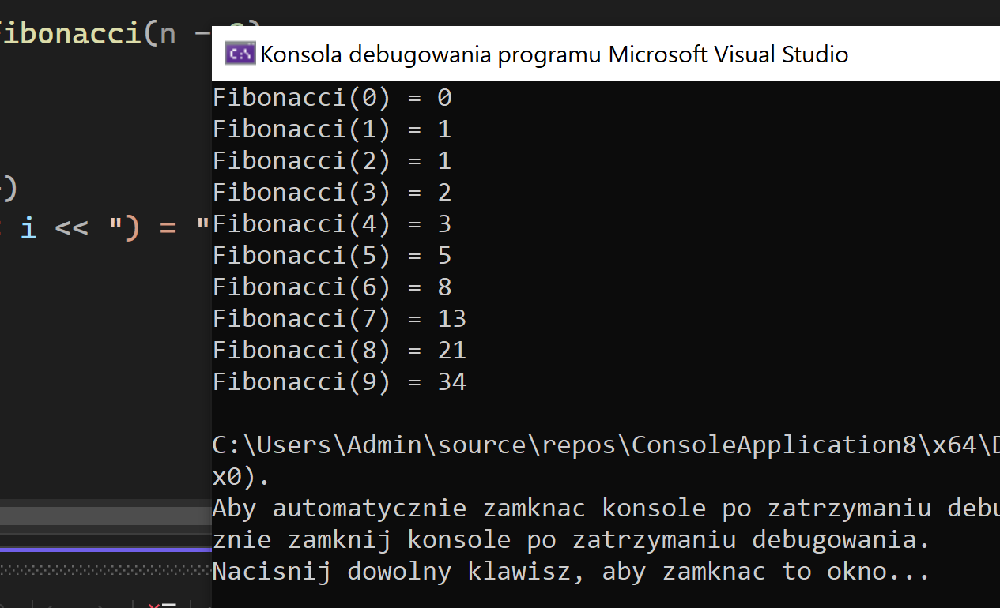 Fibonacci(n -
Konsola debugowania programu Microsoft Visual Studio
Fibonacci(0) = 0
Fibonacci(1) = 1
Fibonacci(2) = 1
Fibonacci(3) = 2
)
i << ") = "
Fibonacci(4) = 3
Fibonacci(5) = 5
Fibonacci(6) = 8
Fibonacci(7) = 13
Fibonacci(8) = 21
Fibonacci(9) = 34
C:\Users\Admin\source\repos\ConsoleApplication8\x64\
x0).
Aby automatycznie zamknac konsole po zatrzymaniu debu
znie zamknij konsole po zatrzymaniu debugowania.
Nacisnij dowolny klawisz, aby zamknac to okno...